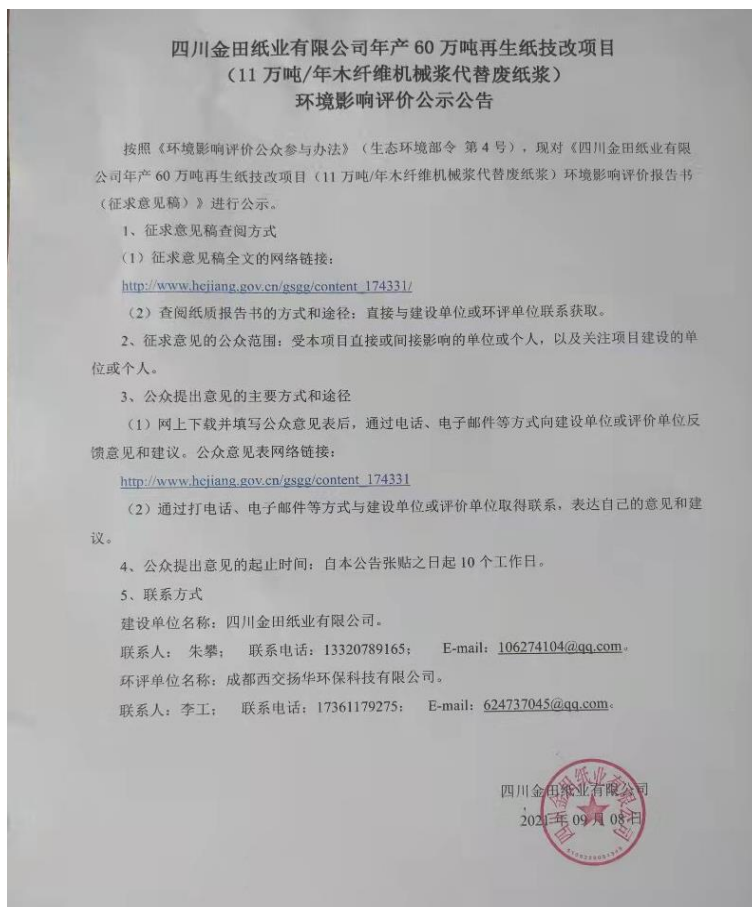 四川金田纸业有限公司年产 60 万吨再生纸技改项目
（11 万吨/年木纤维机械浆代替废纸浆）
环境影响评价公示公告
按照《环境影响评价公众参与办法》（生态环境部令 第 4 号），现对《四川金田纸业有限
公司年产 60 万吨再生纸技改项目（11 万吨/年木纤维机械浆代替废纸浆）环境影响评价报告书
（征求意见稿）》进行公示。
1、征求意见稿查阅方式
（1）征求意见稿全文的网络链接：
http://www.hejiang.gov.cn/gsgg/content_174331/
（2）查阅纸质报告书的方式和途径：直接与建设单位或环评单位联系获取。
2、征求意见的公众范围：受本项目直接或间接影响的单位或个人，以及关注项目建设的单
位或个人。
3、公众提出意见的主要方式和途径
（1）网上下载并填写公众意见表后，通过电话、电子邮件等方式向建设单位或评价单位反
馈意见和建议。公众意见表网络链接：
http://www.hejiang.gov.cn/gsgg/content_174331
（2）通过打电话、电子邮件等方式与建设单位或评价单位取得联系，表达自己的意见和建
议。
4、公众提出意见的起止时间：自本公告张贴之日起 10 个工作日。
5、联系方式
建设单位名称：四川金田纸业有限公司。
联系人： 朱攀； 联系电话：13320789165； E-mail：106274104@qq.com。
环评单位名称：成都西交扬华环保科技有限公司。
联系人：李工； 联系电话：17361179275； E-mail：624737045@qq.com。
四川金田纸业有限公司
2021 年 09 月 08 日
四川金田纸业有限公司